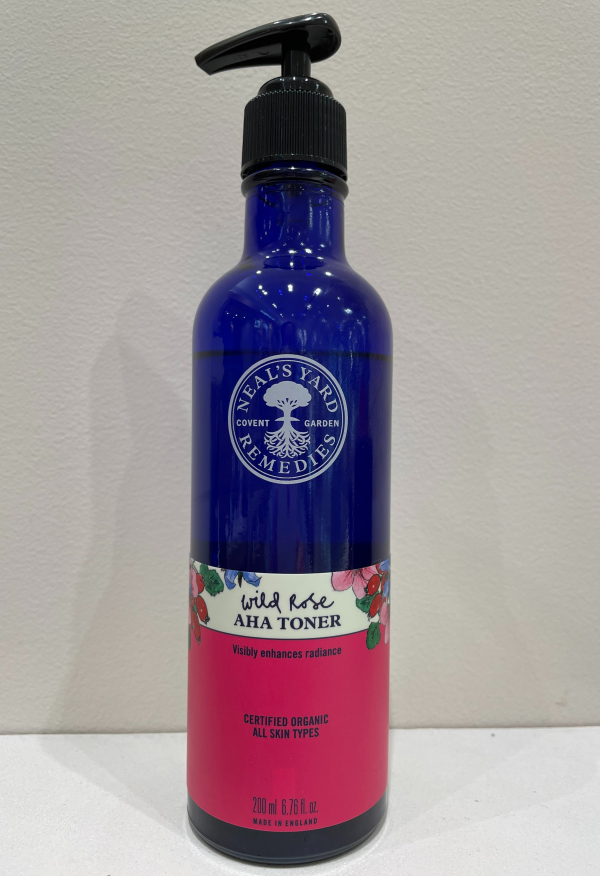 NEAL'S YARD
COVENT GARDEN
REMEDIES
wild Rose
AHA TONER
Visibly enhances radiance
CERTIFIED ORGANIC
ALL SKIN TYPES
200 ml 6.76 fl. oz.
MADE IN ENGLAND